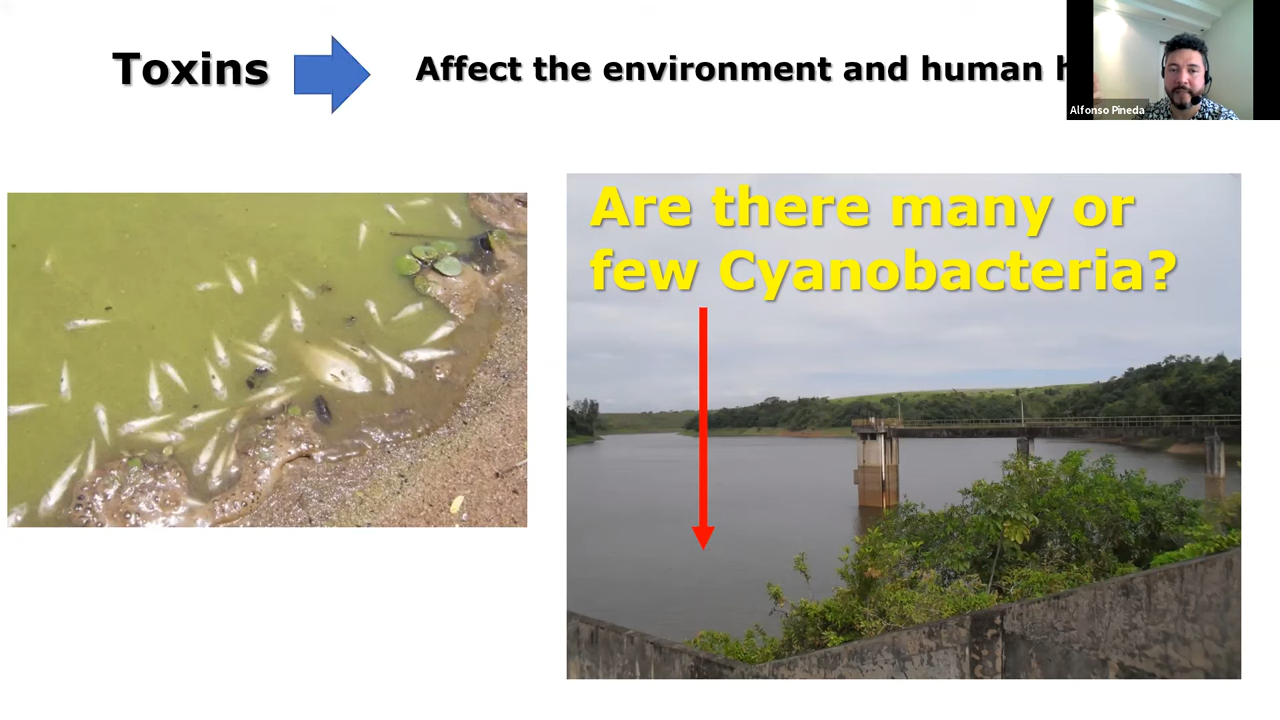 Toxins
Affect the environment and human
Alfonso Pineda
Are there many or
few Cyanobacteria?